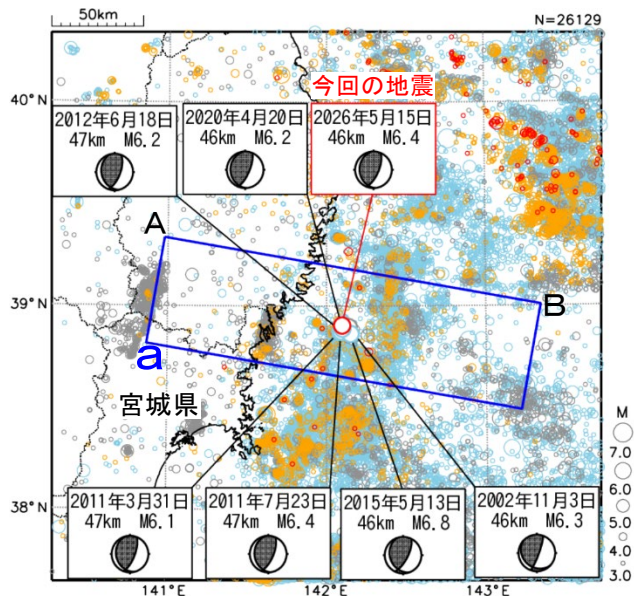 50km
N=26129
40°N
39°N
38°N
今回の地震
2012年6月18日
47km M6.2
2020年4月20日
46km M6.2
2026年5月15日
46km M6.4
A
B
a
宮城県
2011年3月31日
47km M6.1
2011年7月23日
47km M6.4
2015年5月13日
46km M6.8
2002年11月3日
46km M6.3
M
7.0
6.0
5.0
4.0
3.0
141°E
142°E
143°E